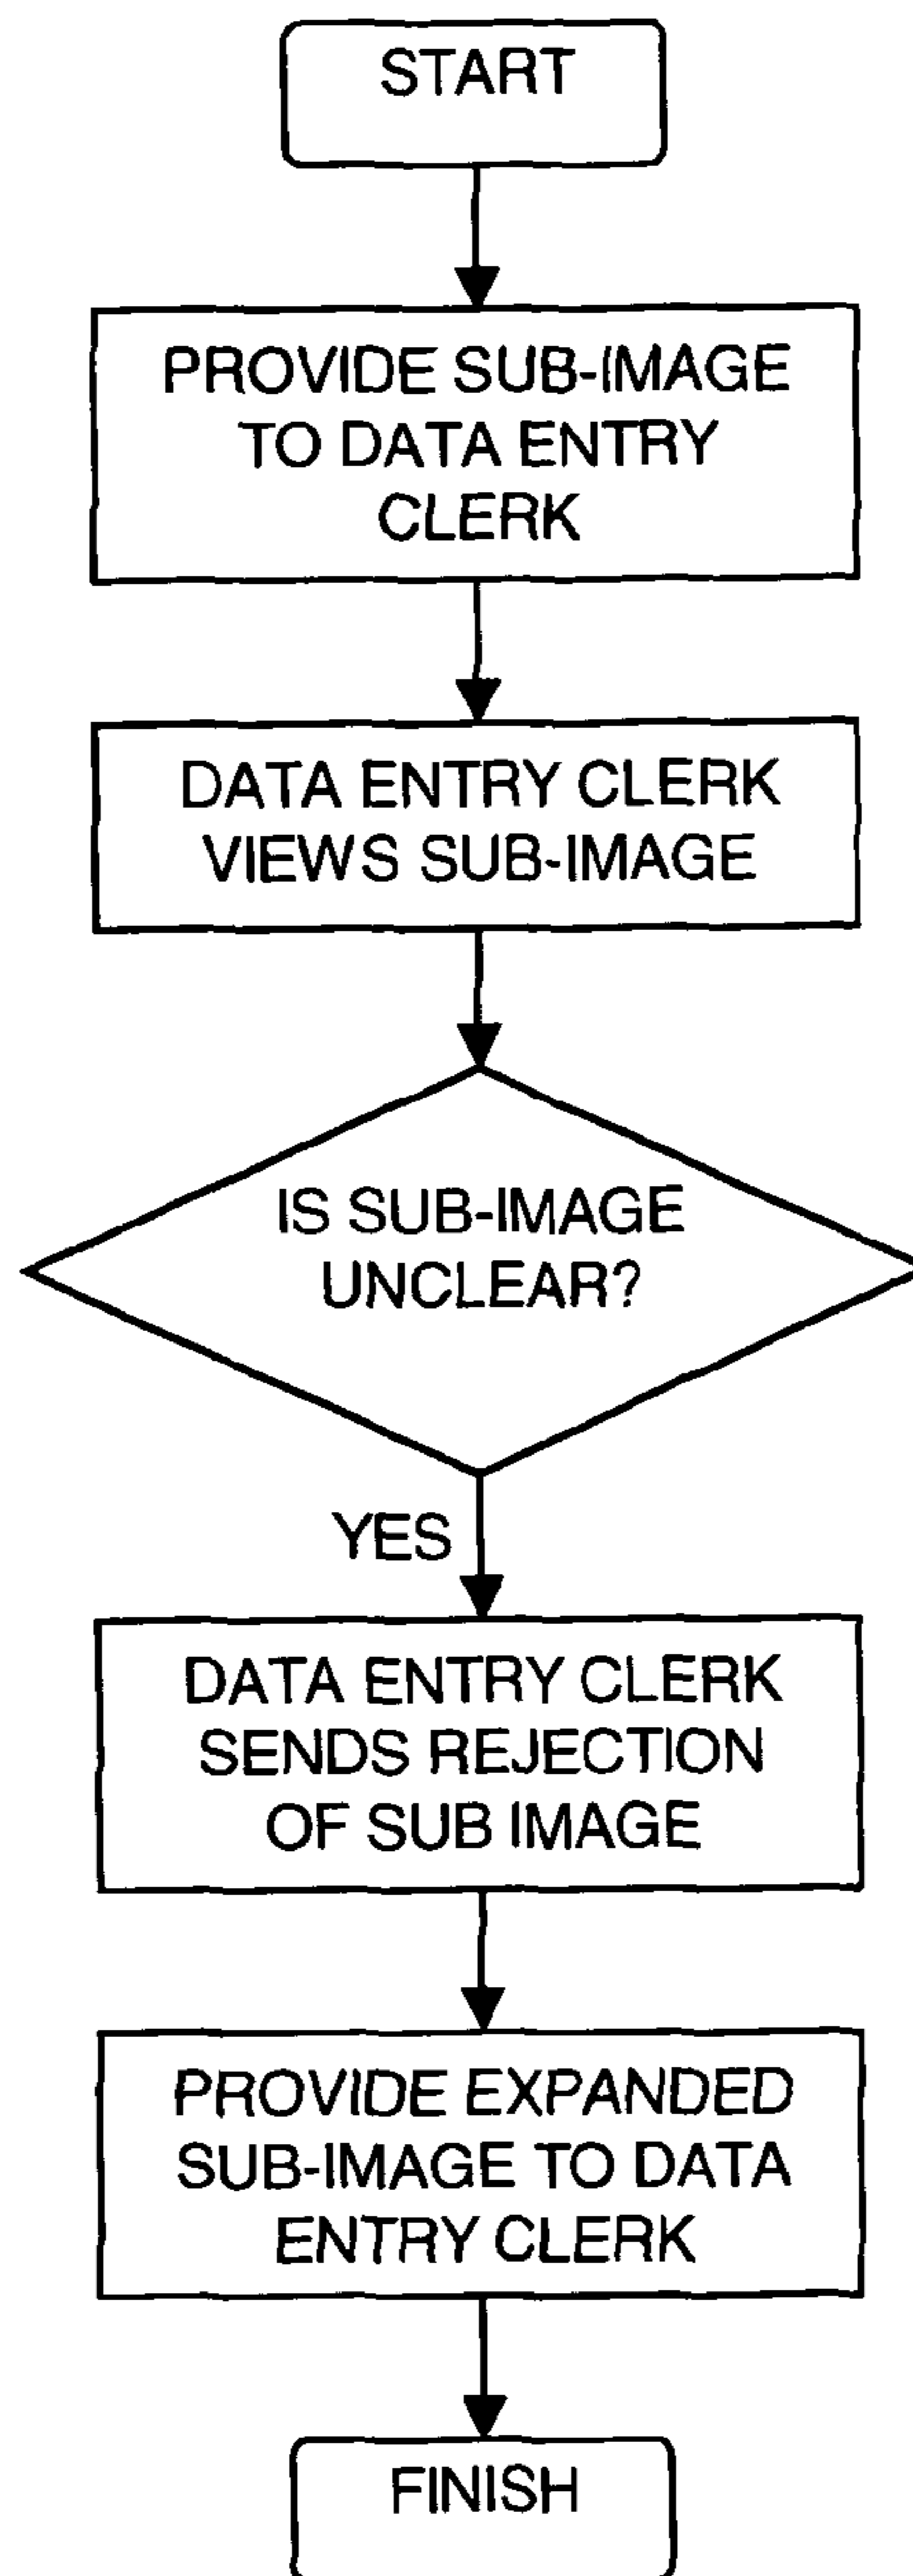 START
PROVIDE SUB-IMAGE
TO DATA ENTRY
CLERK
DATA ENTRY CLERK
VIEWS SUB-IMAGE
IS SUB-IMAGE
UNCLEAR?
YES
DATA ENTRY CLERK
SENDS REJECTION
OF SUB IMAGE
PROVIDE EXPANDED
SUB-IMAGE TO DATA
ENTRY CLERK
FINISH